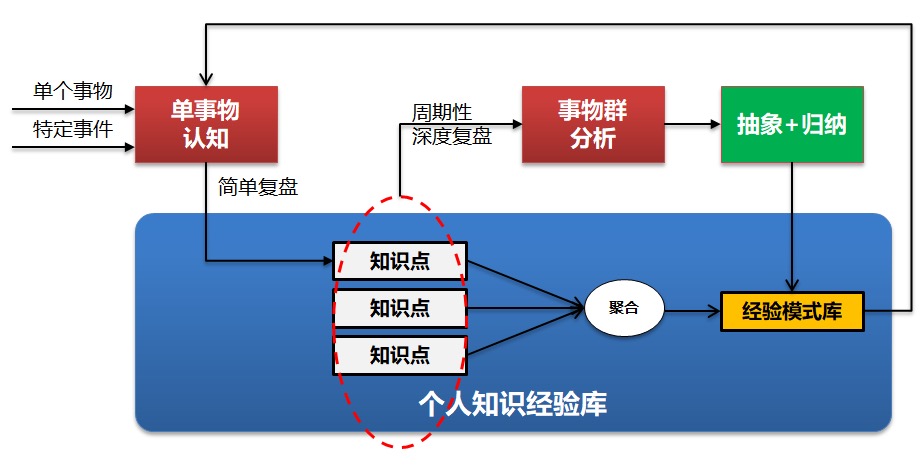 单个事物
特定事件
单事物
认知
简单复盘
周期性
深度复盘
事物群
分析
抽象+归纳
知识点
知识点
知识点
聚合
经验模式库
个人知识经验库